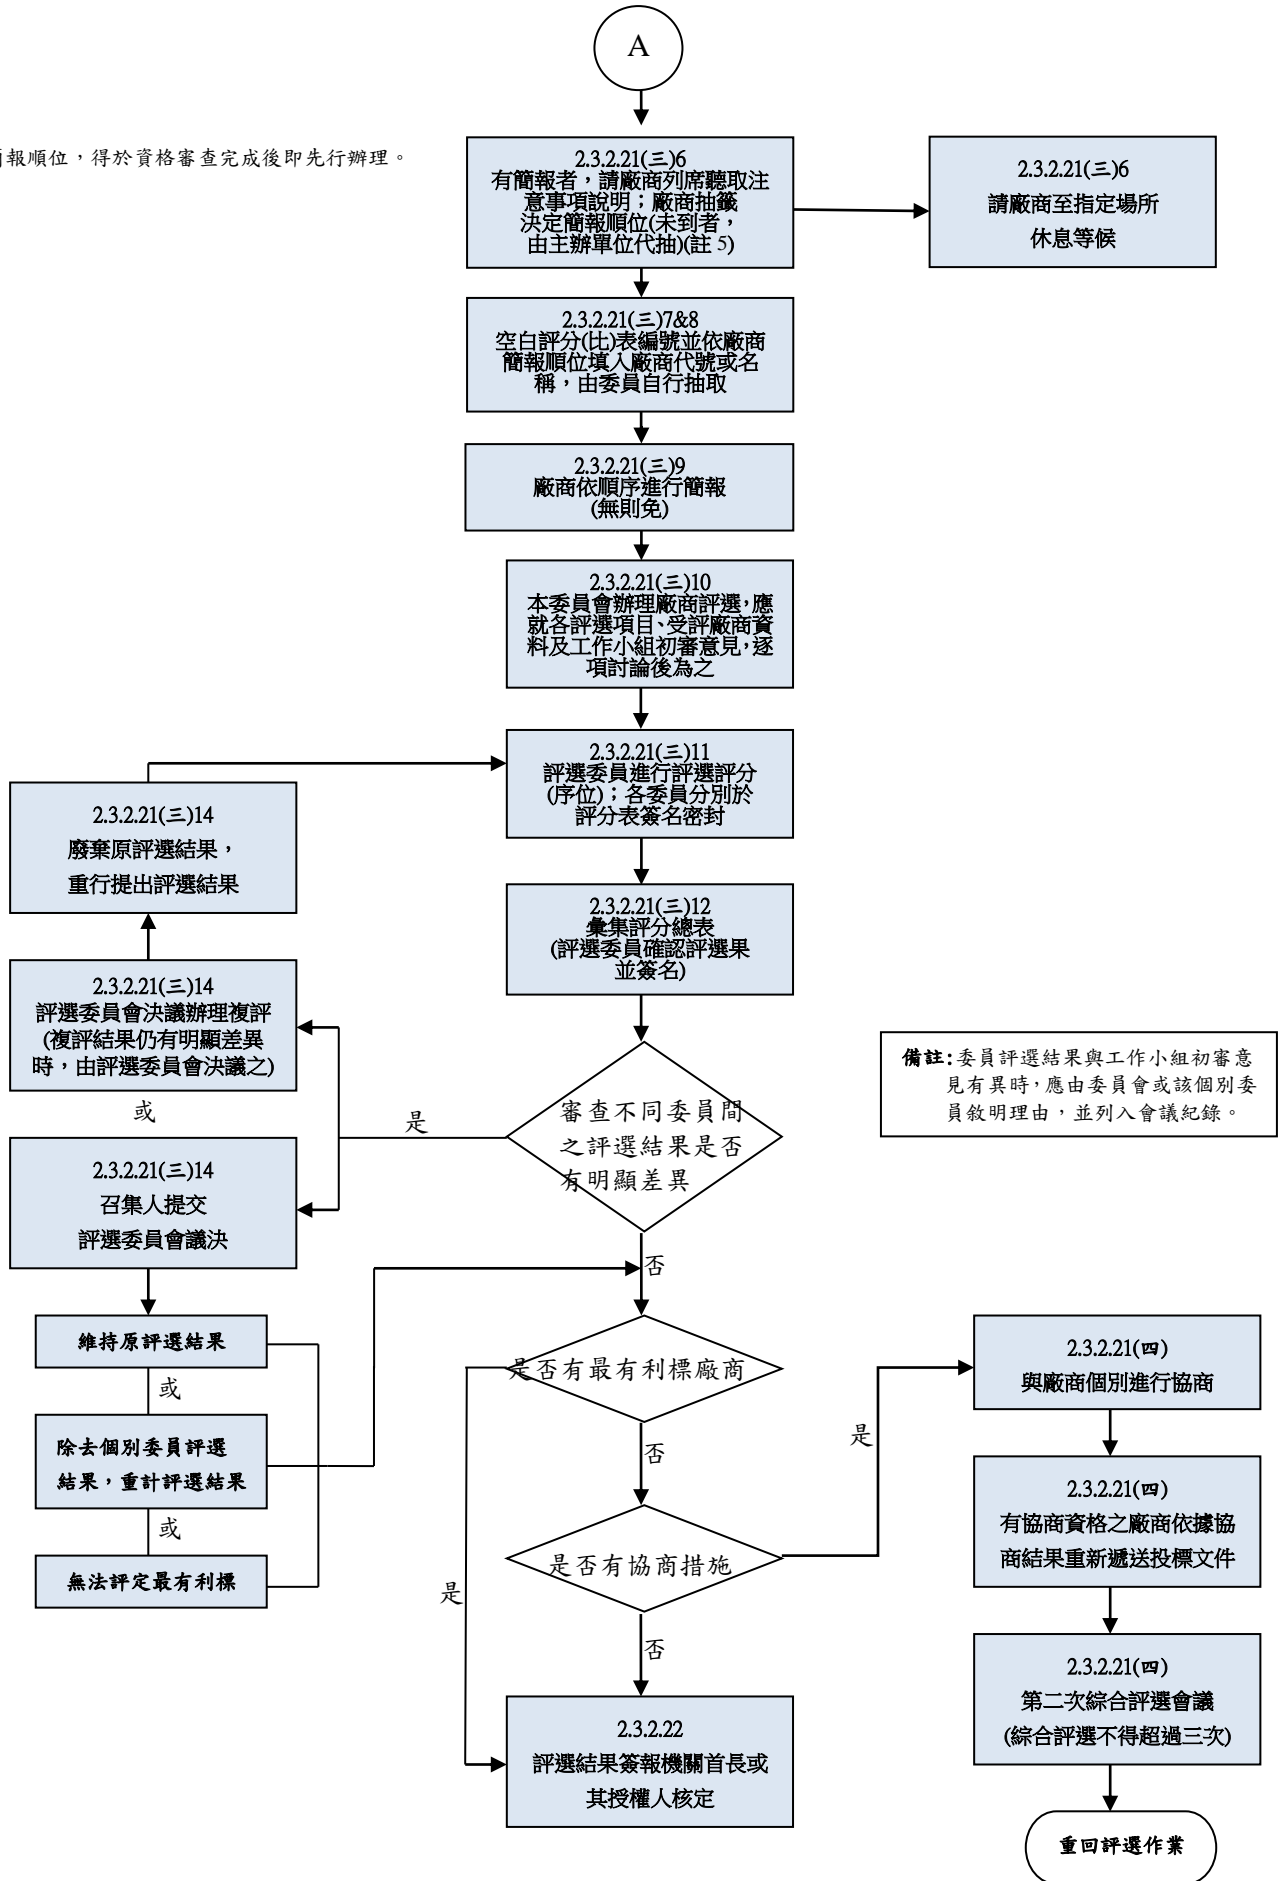 A
報順位，得於資格審查完成後即先行辦理。
2.3.2.21(三)6
有簡報者，請廠商列席聽取注
意事項說明；廠商抽籤
決定簡報順位(未到者，
由主辦單位代抽)(註 5)
2.3.2.21(三)6
請廠商至指定場所
休息等候
2.3.2.21(三)7&8
空白評分(比)表編號並依廠商
簡報順位填入廠商代號或名
稱，由委員自行抽取
2.3.2.21(三)9
廠商依順序進行簡報
(無則免)
2.3.2.21(三)10
本委員會辦理廠商評選，應
就各評選項目、受評廠商資
料及工作小組初審意見，逐
項討論後為之
2.3.2.21(三)11
評選委員進行評選評分
(序位)；各委員分別於
評分表簽名密封
2.3.2.21(三)14
廢棄原評選結果，
重行提出評選結果
2.3.2.21(三)12
彙集評分總表
(評選委員確認評選果
並簽名)
2.3.2.21(三)14
評選委員會決議辦理複評
(複評結果仍有明顯差異
時，由評選委員會決議之)
備註:委員評選結果與工作小組初審意
見有異時，應由委員會或該個別委
員敘明理由，並列入會議紀錄。
或
是
審查不同委員間
之評選結果是否
有明顯差異
2.3.2.21(三)14
召集人提交
評選委員會議決
否
維持原評選結果
或
除去個別委員評選
結果，重計評選結果
或
無法評定最有利標
是否有最有利標廠商
否
是
2.3.2.21(四)
與廠商個別進行協商
2.3.2.21(四)
有協商資格之廠商依據協
商結果重新遞送投標文件
是否有協商措施
是
否
2.3.2.21(四)
第二次綜合評選會議
(綜合評選不得超過三次)
2.3.2.22
評選結果簽報機關首長或
其授權人核定
重回評選作業